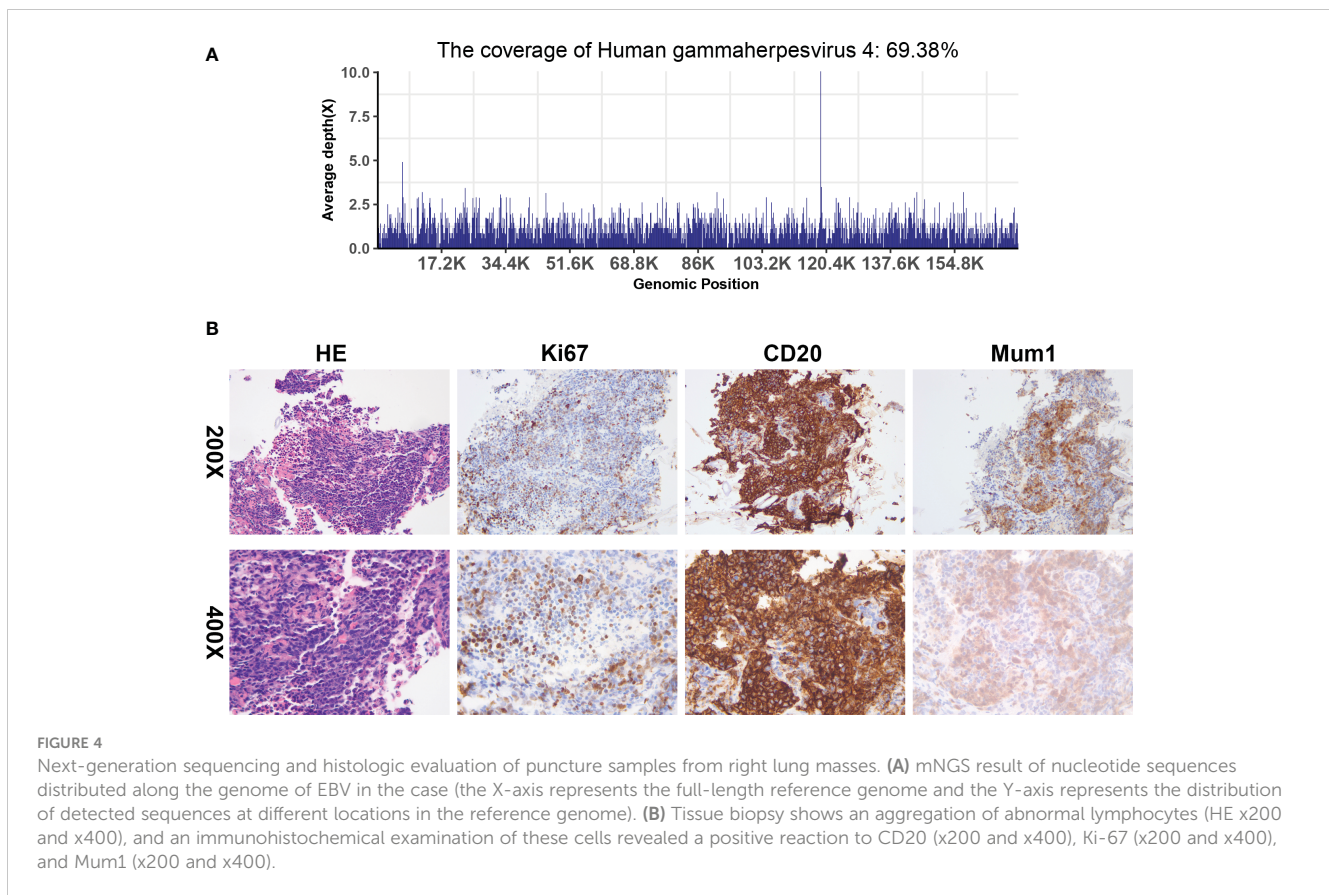 A
The coverage of Human gammaherpesvirus 4: 69.38%
Average depth(X)
10.0
7.5
5.0
2.5
0.0
17.2K 34.4K 51.6K 68.8K 86K 103.2K 120.4K 137.6K 154.8K
Genomic Position
B
HE Ki67 CD20 Mum1
200X
400X
FIGURE 4
Next-generation sequencing and histologic evaluation of puncture samples from right lung masses. (A) mNGS result of nucleotide sequences
distributed along the genome of EBV in the case (the X-axis represents the full-length reference genome and the Y-axis represents the distribution
of detected sequences at different locations in the reference genome). (B) Tissue biopsy shows an aggregation of abnormal lymphocytes (HE x200
and x400), and an immunohistochemical examination of these cells revealed a positive reaction to CD20 (x200 and x400), Ki-67 (x200 and x400),
and Mum1 (x200 and x400).